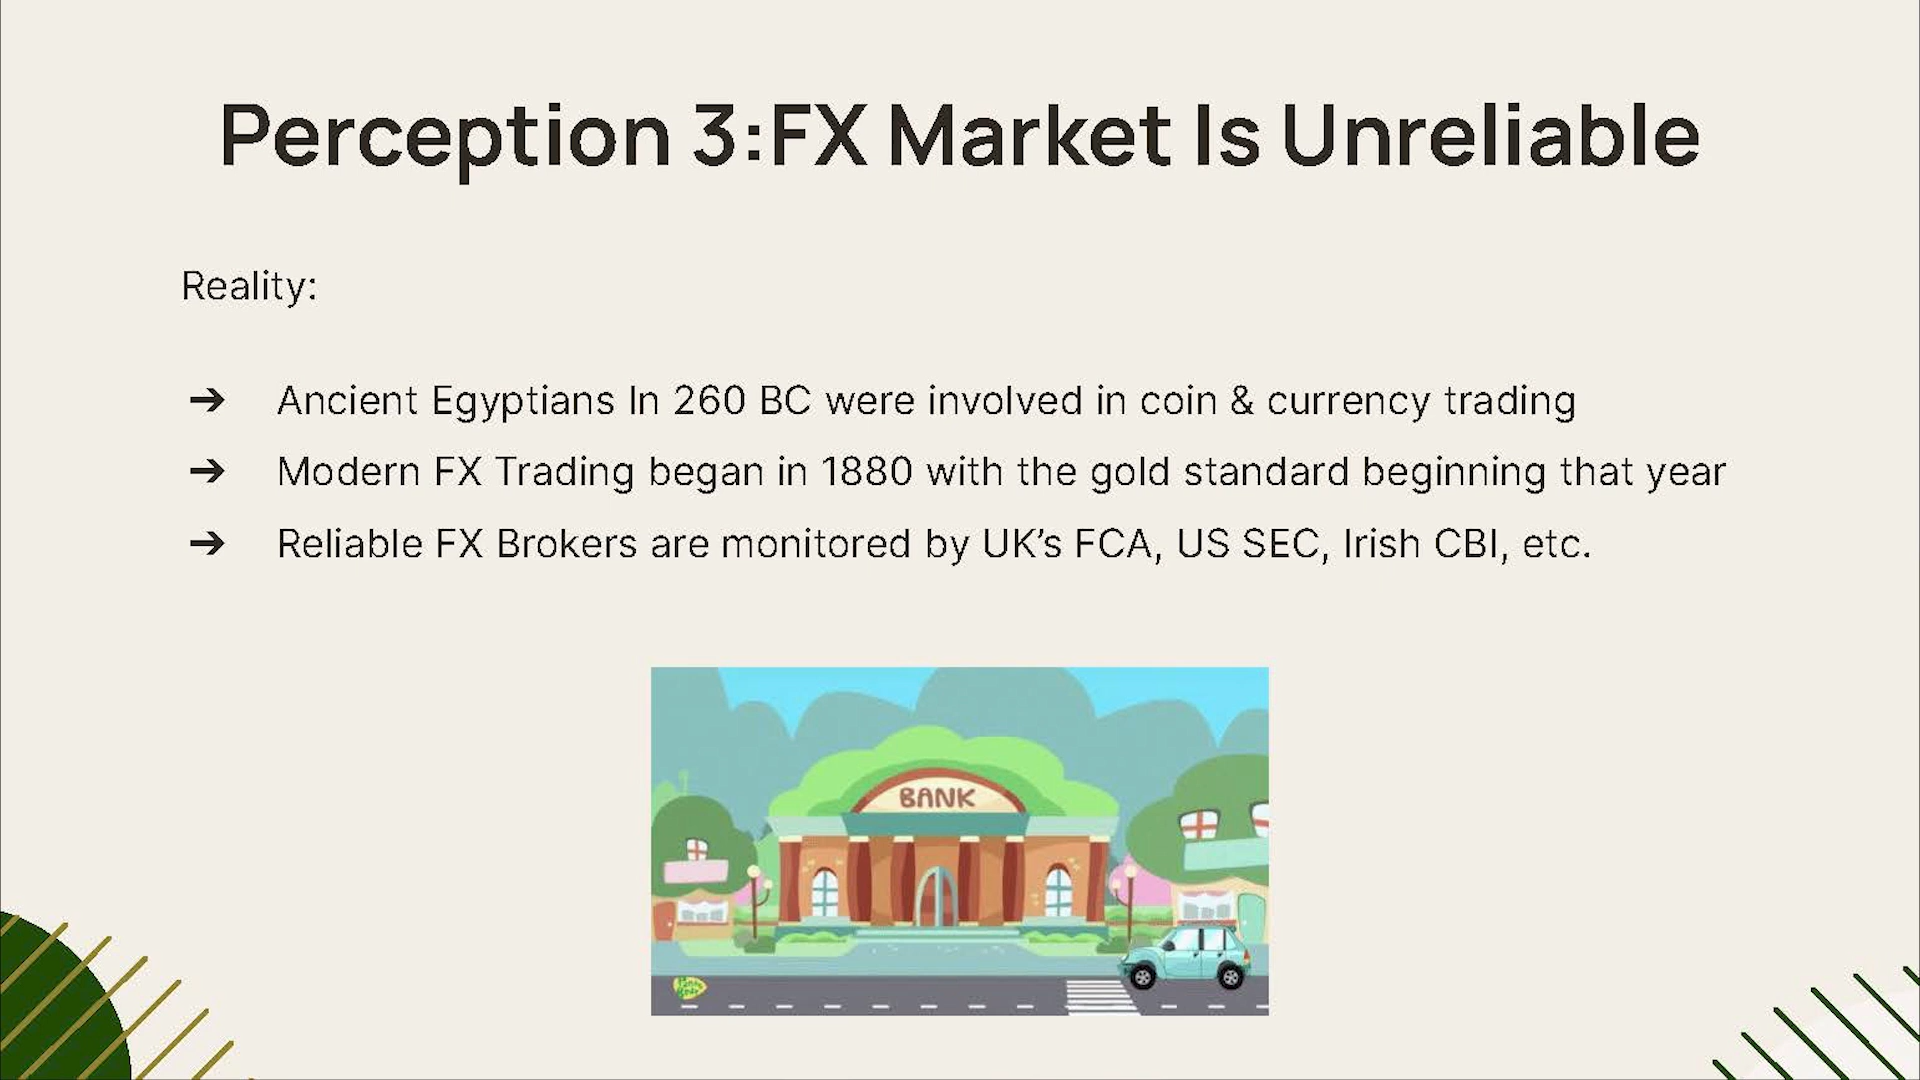 Perception 3:FX Market Is Unreliable
Reality:
➔ Ancient Egyptians In 260 BC were involved in coin & currency trading
➔ Modern FX Trading began in 1880 with the gold standard beginning that year
➔ Reliable FX Brokers are monitored by UK’s FCA, US SEC, Irish CBI, etc.
BANK